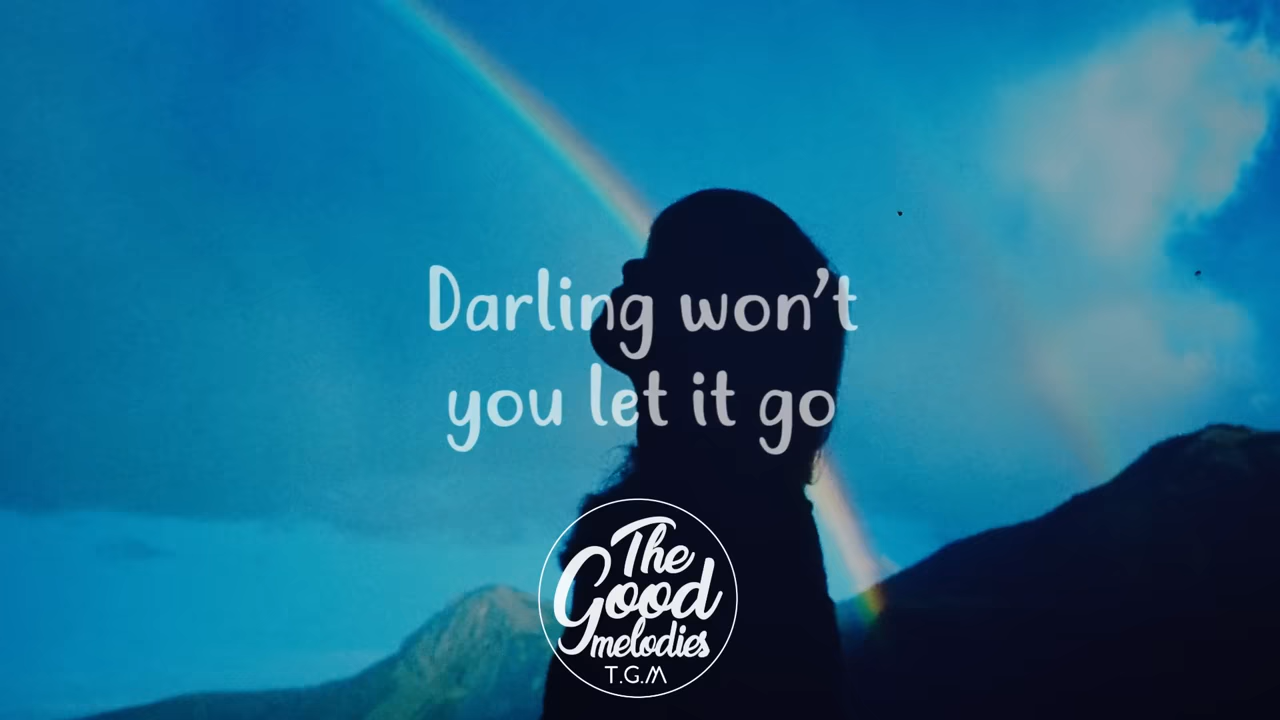 Darling won't
you let it go
The
Good
melodies
T.G.M